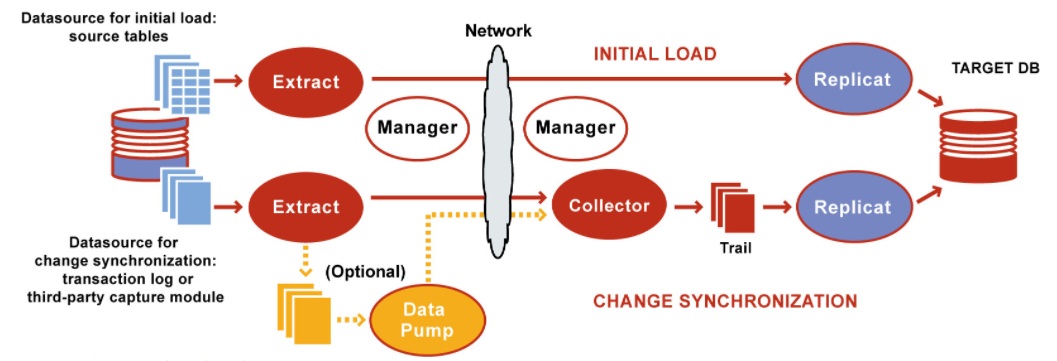 Datasource for initial load:
source tables
Network
INITIAL LOAD
Extract
Replicat
TARGET DB
Manager
Manager
Extract
Collector
Trail
Replicat
Datasource for
change synchronization:
transaction log or
third-party capture module
(Optional)
Data
Pump
CHANGE SYNCHRONIZATION